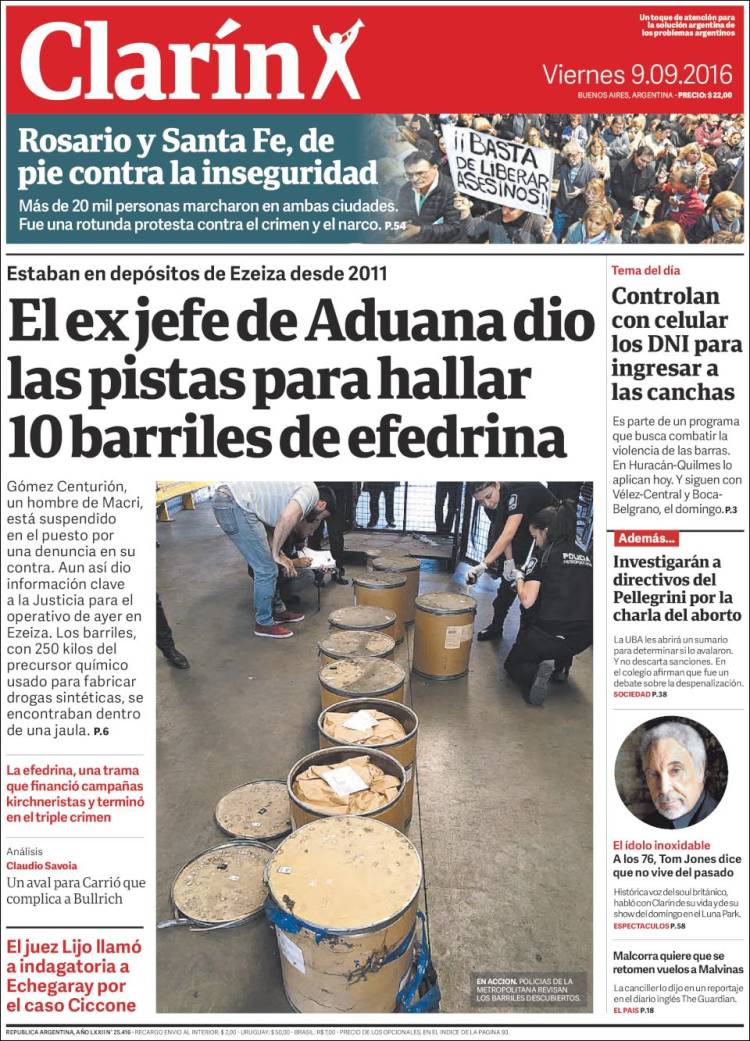 Clarín
Un toque de atención para
la solución argentina de
los problemas argentinos
Viernes 9.09.2016
BUENOS AIRES, ARGENTINA - PRECIO: $ 22,00
Rosario y Santa Fe, de
pie contra la inseguridad
Más de 20 mil personas marcharon en ambas ciudades.
Fue una rotunda protesta contra el crimen y el narco. P.54
¡¡BASTA
DE LIBERAR
ASESINOS!!
Estaban en depósitos de Ezeiza desde 2011
El ex jefe de Aduana dio
las pistas para hallar
10 barriles de efedrina
Gómez Centurión,
un hombre de Macri,
está suspendido
en el puesto por
una denuncia en su
contra. Aun así dio
información clave
a la Justicia para el
operativo de ayer en
Ezeiza. Los barriles,
con 250 kilos del
precursor químico
usado para fabricar
drogas sintéticas, se
encontraban dentro
de una jaula. P.6
La efedrina, una trama
que financió campañas
kirchneristas y terminó
en el triple crimen
Análisis
Claudio Savoia
Un aval para Carrió que
complica a Bullrich
El juez Lijo llamó
a indagatoria a
Echegaray por
el caso Ciccone
POLICIA
METROPOLITANA
EN ACCION. POLICIAS DE LA
METROPOLITANA REVISAN
LOS BARRILES DESCUBIERTOS.
Tema del día
Controlan
con celular
los DNI para
ingresar a
las canchas
Es parte de un programa
que busca combatir la
violencia de las barras.
En Huracán-Quilmes lo
aplican hoy. Y siguen con
Vélez-Central y Boca-
Belgrano, el domingo. P.3
Además...
Investigarán a
directivos del
Pellegrini por la
charla del aborto
La UBA les abrirá un sumario
para determinar si lo avalaron.
Y no descarta sanciones. En
el colegio afirman que fue un
debate sobre la despenalización.
SOCIEDAD P.38
El ídolo inoxidable
A los 76, Tom Jones dice
que no vive del pasado
Histórica voz del soul británico,
habló con Clarín de su vida y de su
show del domingo en el Luna Park.
ESPECTACULOS P.58
Malcorra quiere que se
retomen vuelos a Malvinas
La canciller lo dijo en un reportaje
en el diario inglés The Guardian.
EL PAIS P.18
REPUBLICA ARGENTINA, AÑO LXXII N° 25.416 - RECARGO ENVIO AL INTERIOR: $ 2,00 - URUGUAY: $ 50,00 - BRASIL: R$ 7,00 - PRECIO DE LOS OPCIONALES, EN EL INDICE DE LA PAGINA 93.